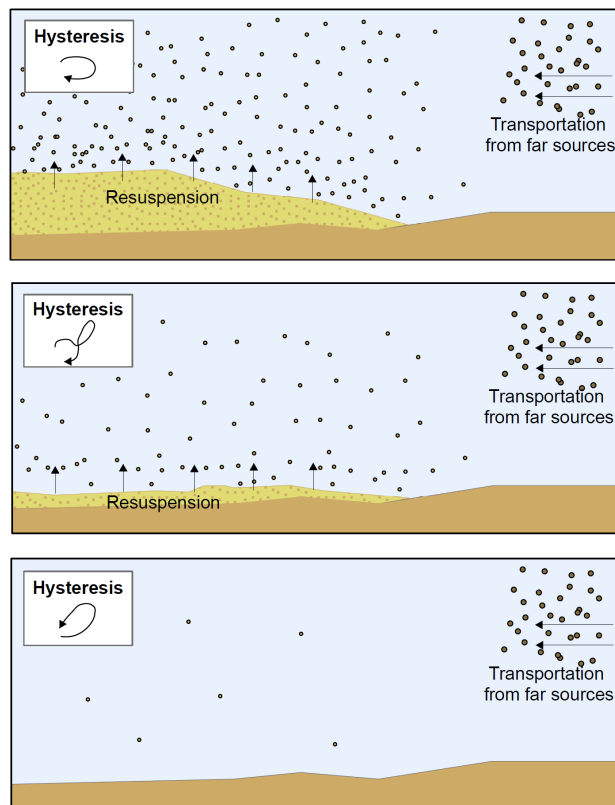 Hysteresis
Transportation
from far sources
Resuspension
Hysteresis
Transportation
from far sources
Resuspension
Hysteresis
Transportation
from far sources